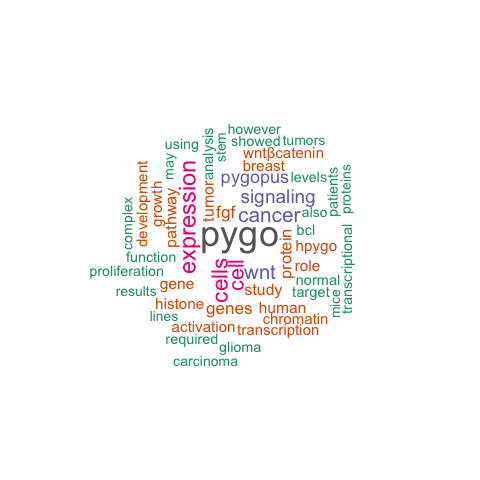 however
showed tumors
using
analysis
stem
wntβcatenin
may
breast
pygopus
levels
development
growth
pathway
expression
tumor
signaling
patients
proteins
complex
fgf
cancer
also
pygo
bcl
protein
hpygo
transcriptional
function
cells
cell
wnt
role
proliferation
normal
gene
study
target
mice
results
histone
genes
human
lines
chromatin
activation
transcription
required
glioma
carcinoma